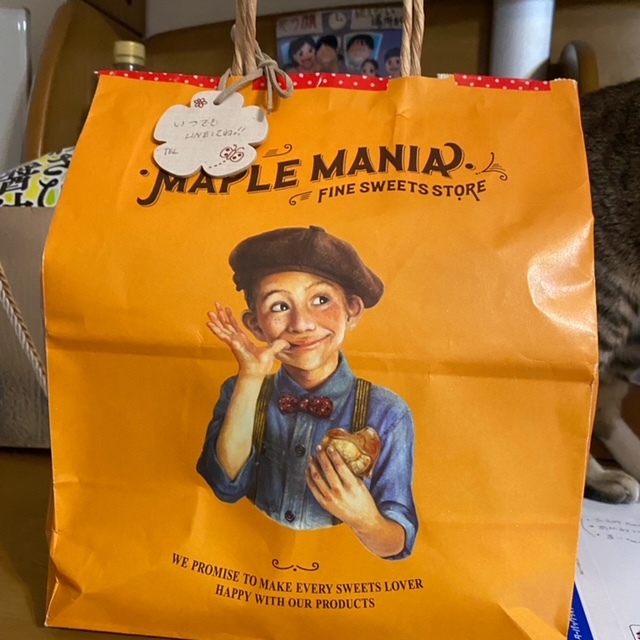 いつでも
LINEしてね!!
TEL
MAPLE MANIA
FINE SWEETS STORE
WE PROMISE TO MAKE EVERY SWEETS LOVER
HAPPY WITH OUR PRODUCTS